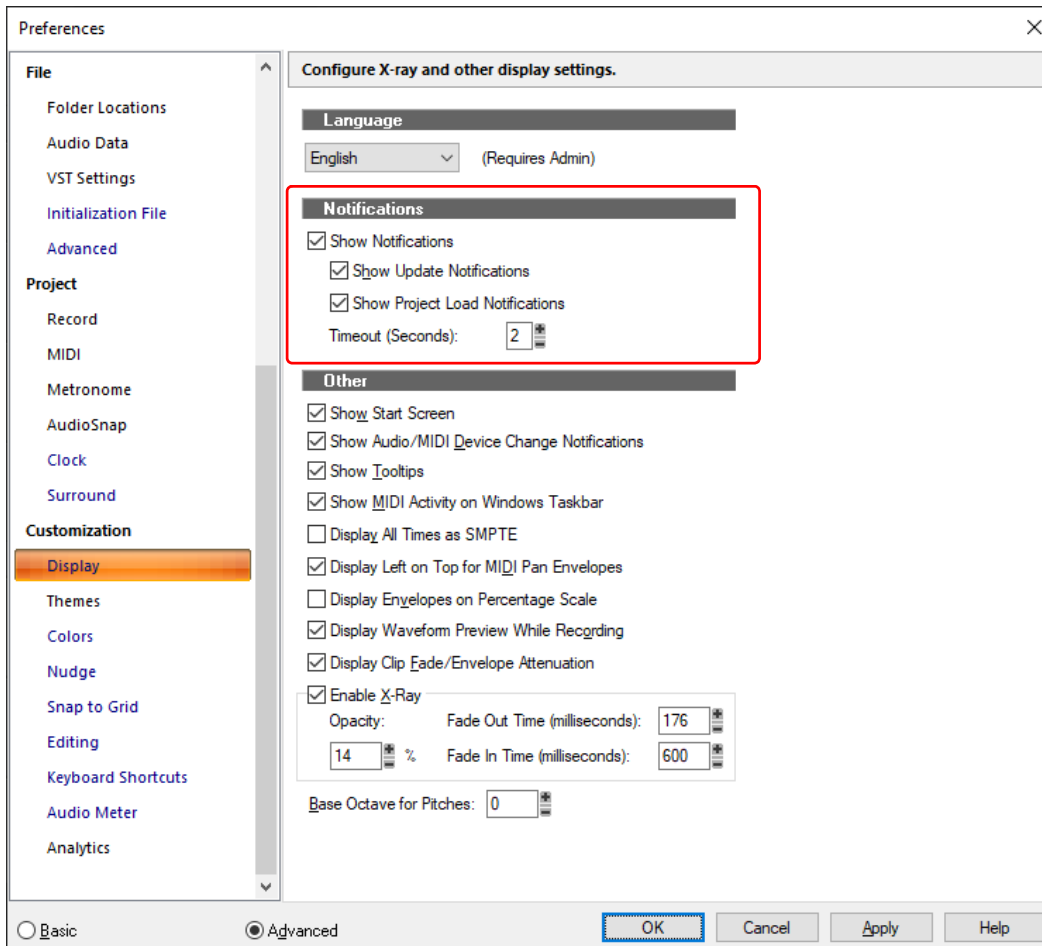 Preferences
File
Folder Locations
Audio Data
VST Settings
Initialization File
Advanced
Project
Record
MIDI
Metronome
AudioSnap
Clock
Surround
Customization
Display
Themes
Colors
Nudge
Snap to Grid
Editing
Keyboard Shortcuts
Audio Meter
Analytics
Configure X-ray and other display settings.
Language
English (Requires Admin)
Notifications
Show Notifications
Show Update Notifications
Show Project Load Notifications
Timeout (Seconds): 2
Other
Show Start Screen
Show Audio/MIDI Device Change Notifications
Show Tooltips
Show MIDI Activity on Windows Taskbar
Display All Times as SMPTE
Display Left on Top for MIDI Pan Envelopes
Display Envelopes on Percentage Scale
Display Waveform Preview While Recording
Display Clip Fade/Envelope Attenuation
Enable X-Ray
Opacity: Fade Out Time (milliseconds): 176
14 % Fade In Time (milliseconds): 600
Base Octave for Pitches: 0
Basic Advanced OK Cancel Apply Help